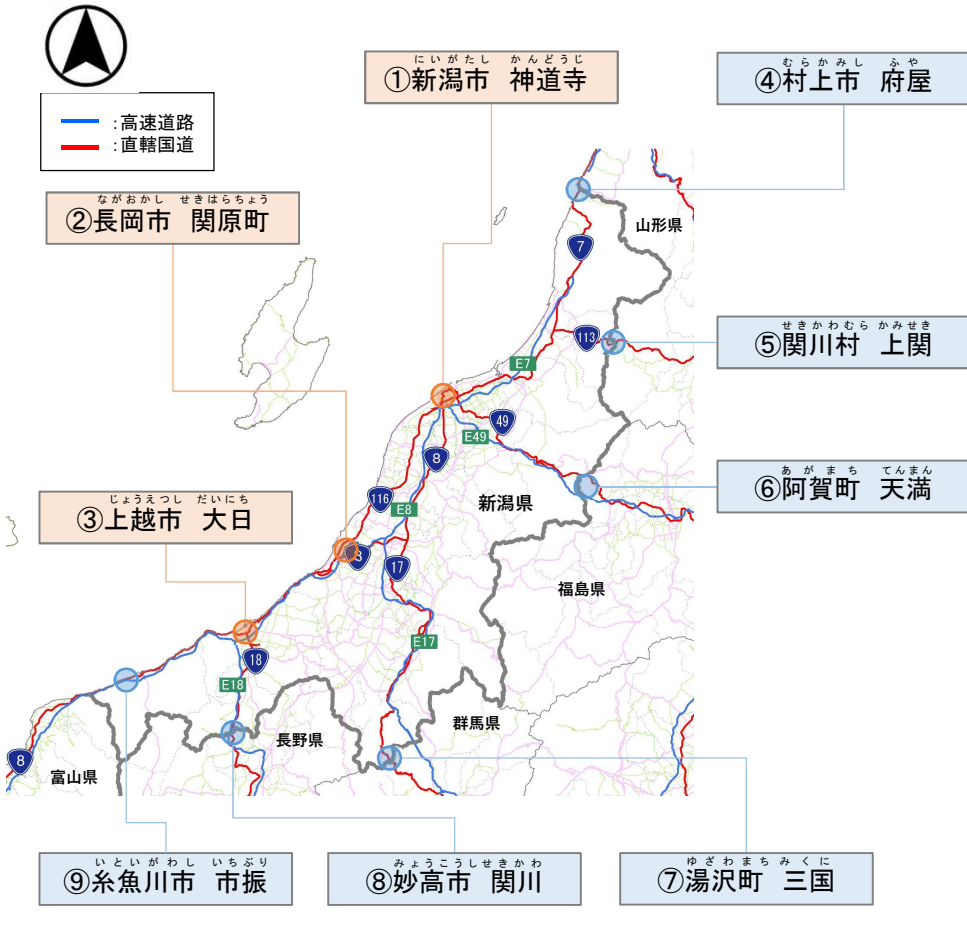 :高速道路
:直轄国道
にいがたし かんどうじ
①新潟市 神道寺
むらかみし ふや
④村上市 府屋
ながおかし せきはらちょう
②長岡市 関原町
山形県
7
113
せきかわむら かみせき
⑤関川村 上関
E7
49
E49
8
あがまち てんまん
⑥阿賀町 天満
116
新潟県
E8
じょうえつし だいにち
③上越市 大日
8
17
福島県
E17
18
E18
群馬県
長野県
8
富山県
いといがわし いちぶり
⑨糸魚川市 市振
みょうこうしせきかわ
⑧妙高市 関川
ゆざわまちみくに
⑦湯沢町 三国